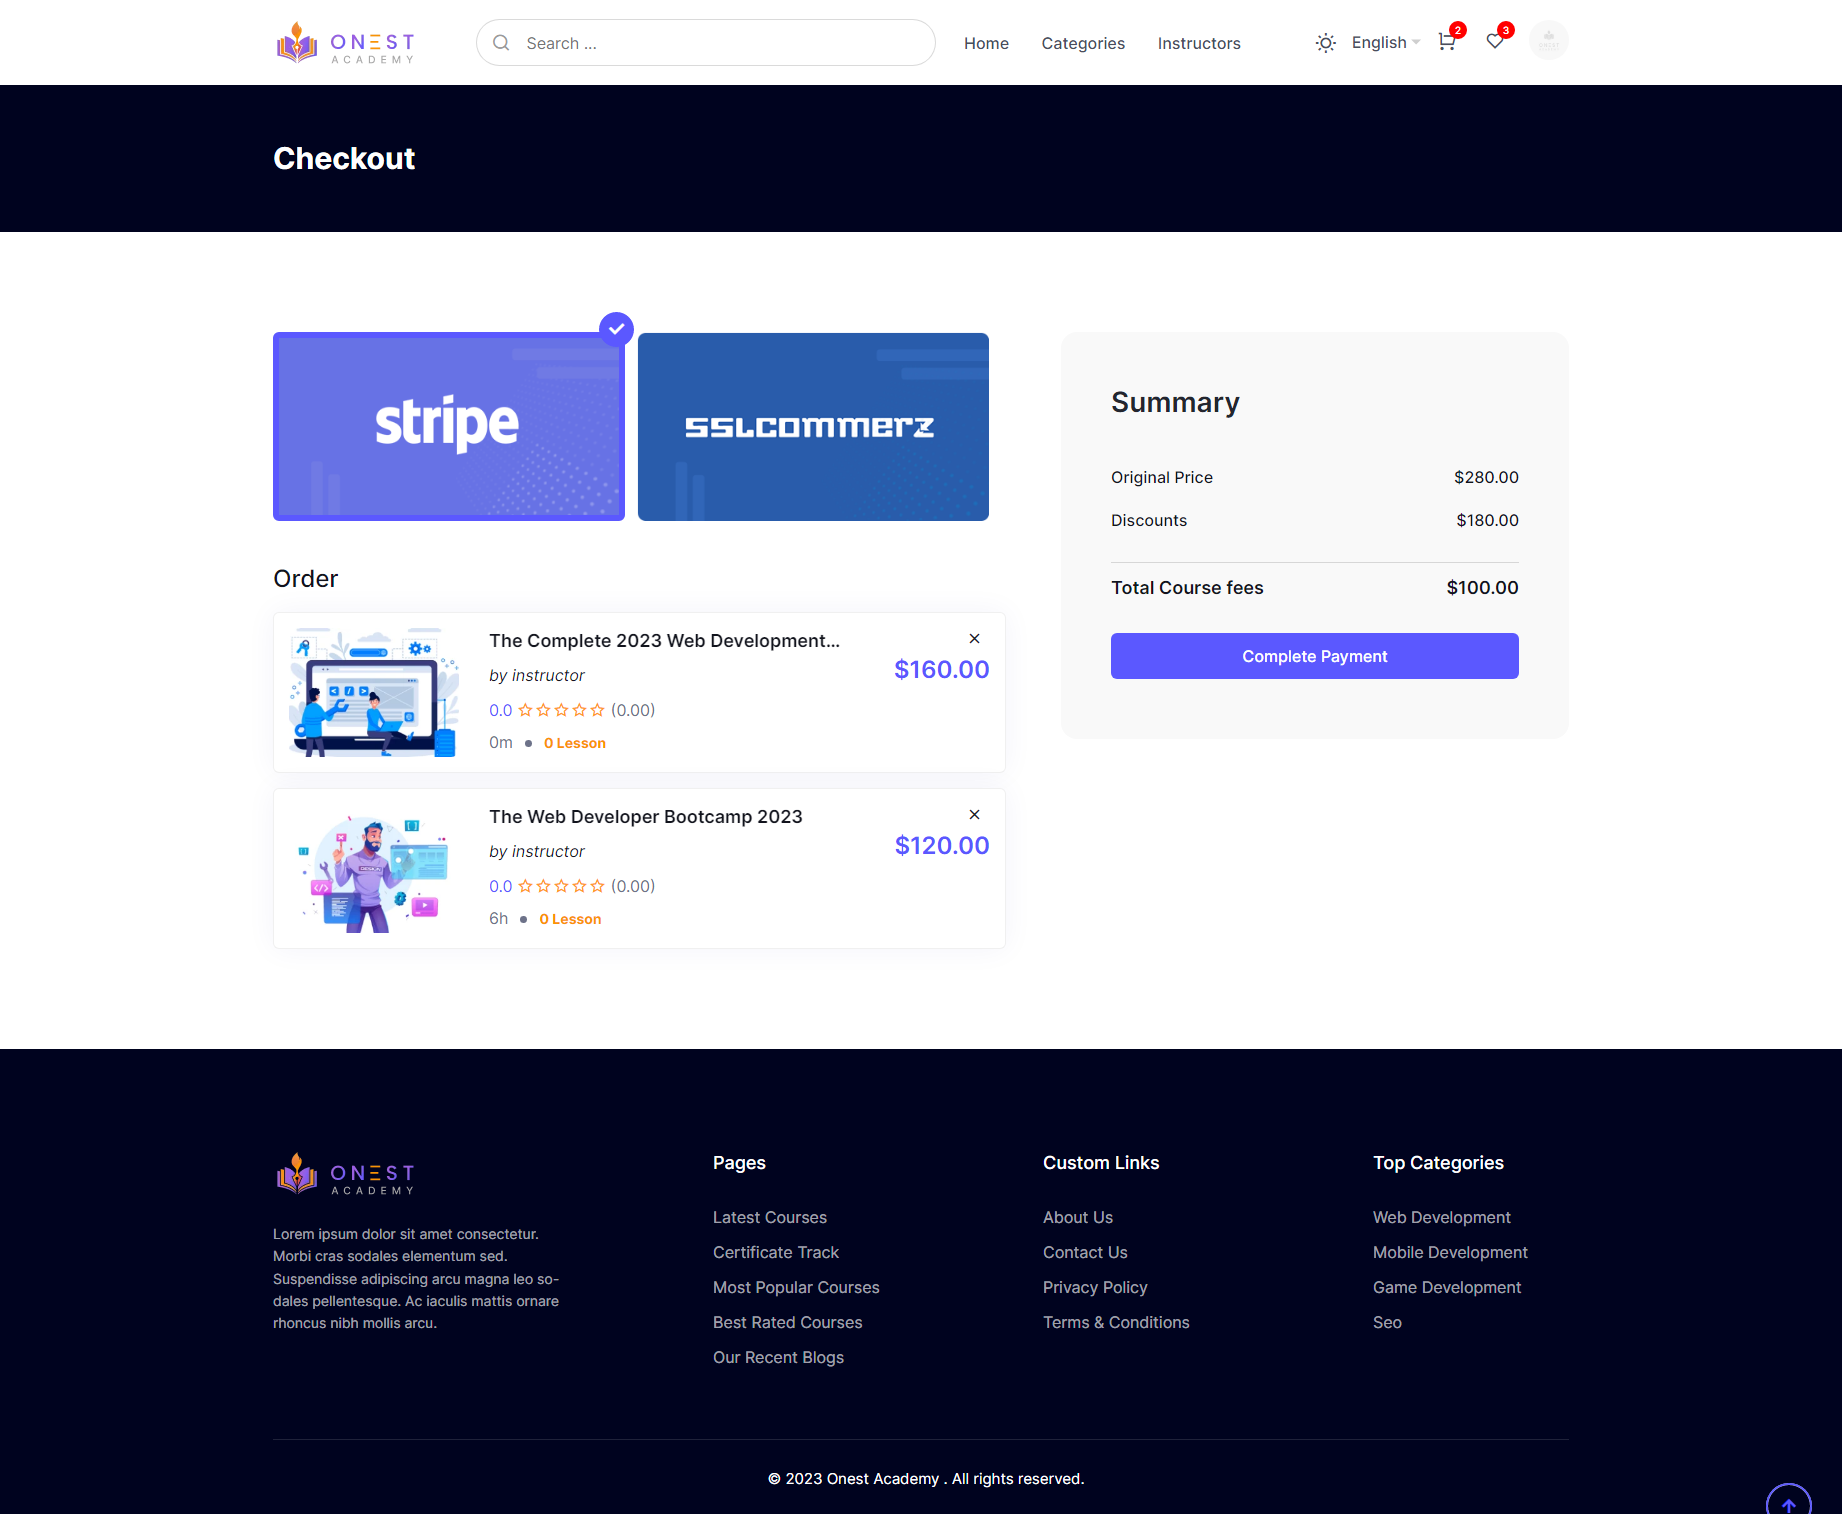 ONEST
ACADEMY
Search ...
Home
Categories
Instructors
English
2
3
Checkout
stripe
SSLCOMMERZ
Summary
Original Price
$280.00
Discounts
$180.00
Total Course fees
$100.00
Complete Payment
Order
The Complete 2023 Web Development...
$160.00
by instructor
0.0 (0.00)
0m • 0 Lesson
The Web Developer Bootcamp 2023
$120.00
by instructor
0.0 (0.00)
6h • 0 Lesson
ONEST
ACADEMY
Lorem ipsum dolor sit amet consectetur.
Morbi cras sodales elementum sed.
Suspendisse adipiscing arcu magna leo so-
dales pellentesque. Ac iaculis mattis ornare
rhoncus nibh mollis arcu.
Pages
Latest Courses
Certificate Track
Most Popular Courses
Best Rated Courses
Our Recent Blogs
Custom Links
About Us
Contact Us
Privacy Policy
Terms & Conditions
Top Categories
Web Development
Mobile Development
Game Development
Seo
© 2023 Onest Academy . All rights reserved.